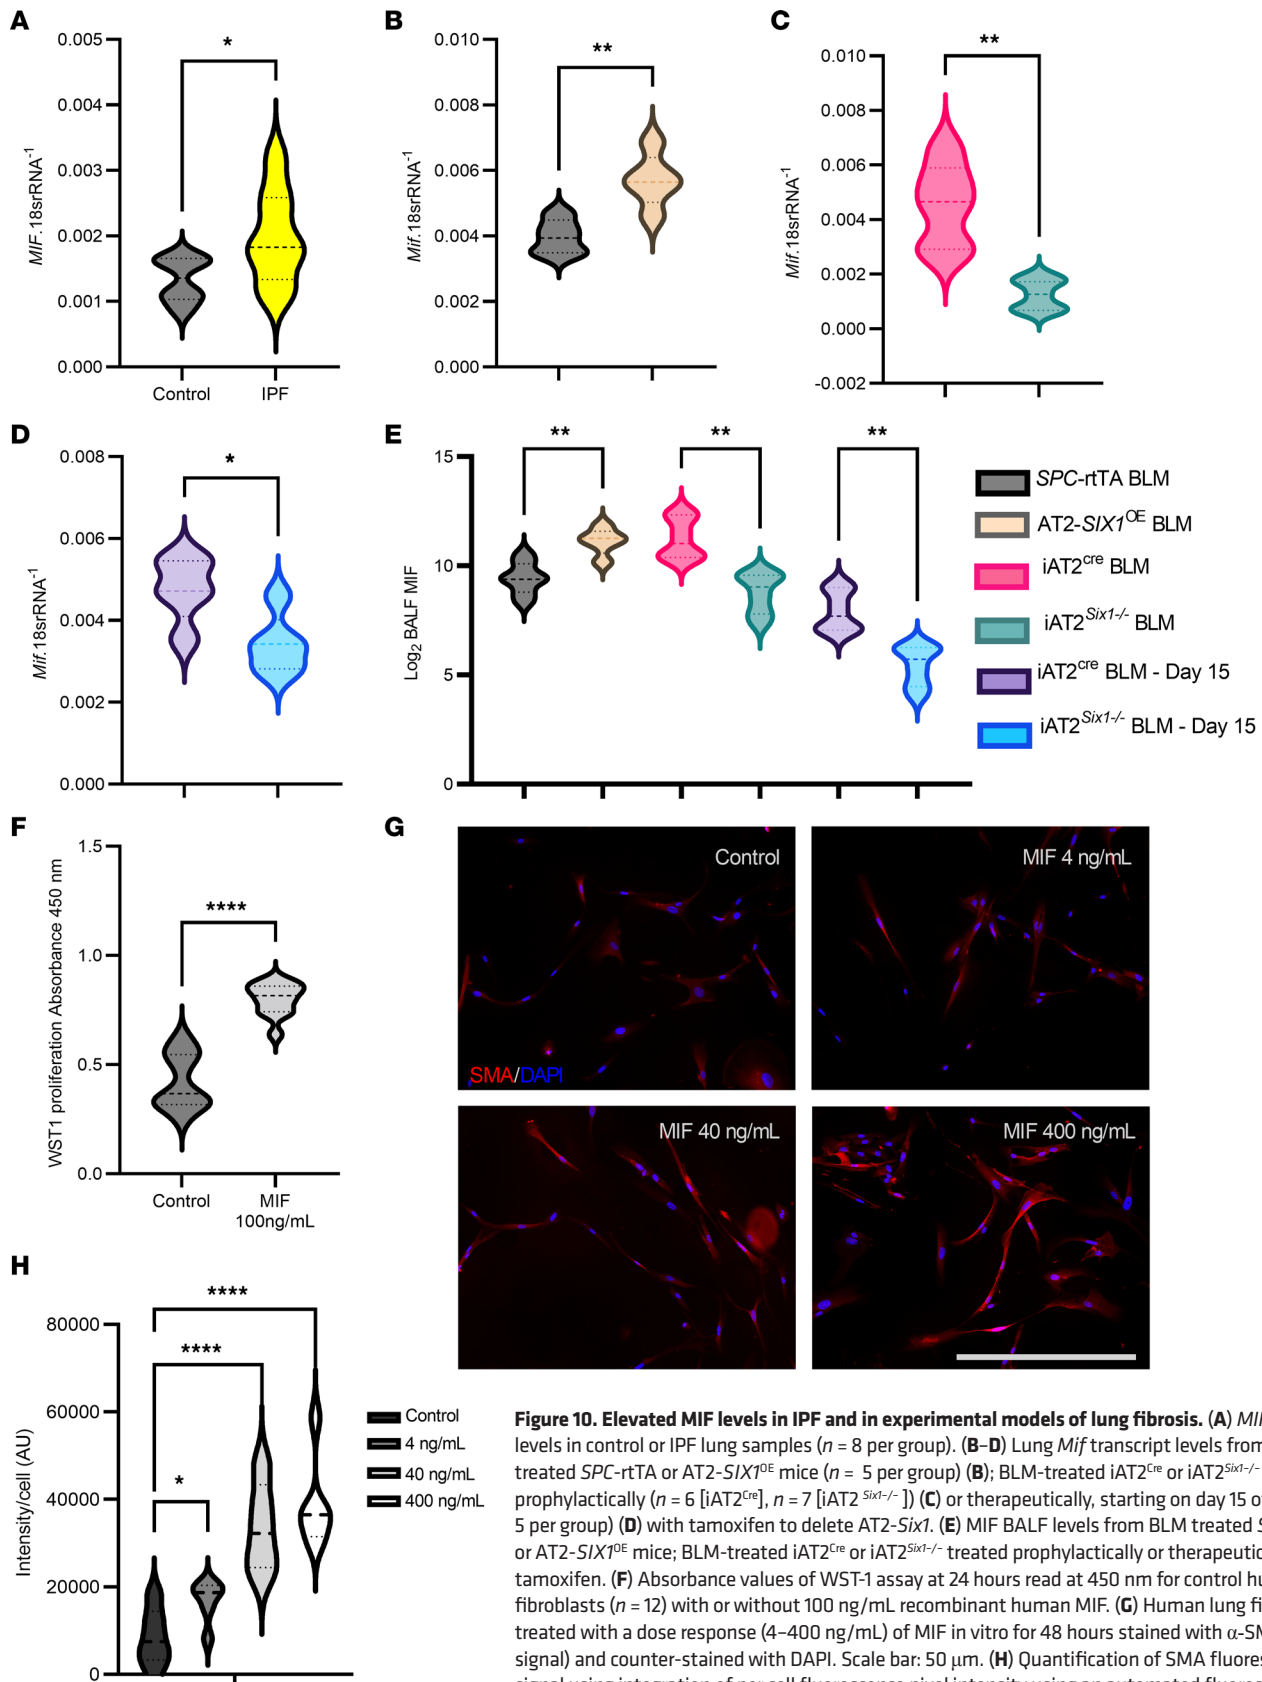 A
0.005
0.004
0.003
0.002
0.001
0.000
MIF.18srRNA-1
*
Control
IPF
B
0.010
0.008
0.006
0.004
0.002
0.000
Mif.18srRNA-1
**
C
0.010
0.008
0.006
0.004
0.002
0.000
-0.002
Mif.18srRNA-1
**
D
0.008
0.006
0.004
0.002
0.000
Mif.18srRNA-1
*
E
15
10
5
0
Log2 BALF MIF
**
**
**
SPC-rtTA BLM
AT2-SIX1OE BLM
iAT2cre BLM
iAT2Six1-/- BLM
iAT2cre BLM - Day 15
iAT2Six1-/- BLM - Day 15
F
1.5
1.0
0.5
0.0
WST1 proliferation Absorbance 450 nm
****
Control
MIF
100ng/mL
G
Control
SMA/DAPI
MIF 4 ng/mL
MIF 40 ng/mL
MIF 400 ng/mL
H
80000
60000
40000
20000
0
Intensity/cell (AU)
****
****
*
Control
4 ng/mL
40 ng/mL
400 ng/mL
Figure 10. Elevated MIF levels in IPF and in experimental models of lung fibrosis. (A) MIF
levels in control or IPF lung samples (n = 8 per group). (B–D) Lung Mif transcript levels from
treated SPC-rtTA or AT2-SIX1OE mice (n = 5 per group) (B); BLM-treated iAT2Cre or iAT2Six1-/-
prophylactically (n = 6 [iAT2Cre], n = 7 [iAT2 Six1-/- ]) (C) or therapeutically, starting on day 15 o
5 per group) (D) with tamoxifen to delete AT2-Six1. (E) MIF BALF levels from BLM treated S
or AT2-SIX1OE mice; BLM-treated iAT2Cre or iAT2Six1-/- treated prophylactically or therapeutic
tamoxifen. (F) Absorbance values of WST-1 assay at 24 hours read at 450 nm for control hu
fibroblasts (n = 12) with or without 100 ng/mL recombinant human MIF. (G) Human lung fi
treated with a dose response (4–400 ng/mL) of MIF in vitro for 48 hours stained with α-SM
signal) and counter-stained with DAPI. Scale bar: 50 μm. (H) Quantification of SMA fluores